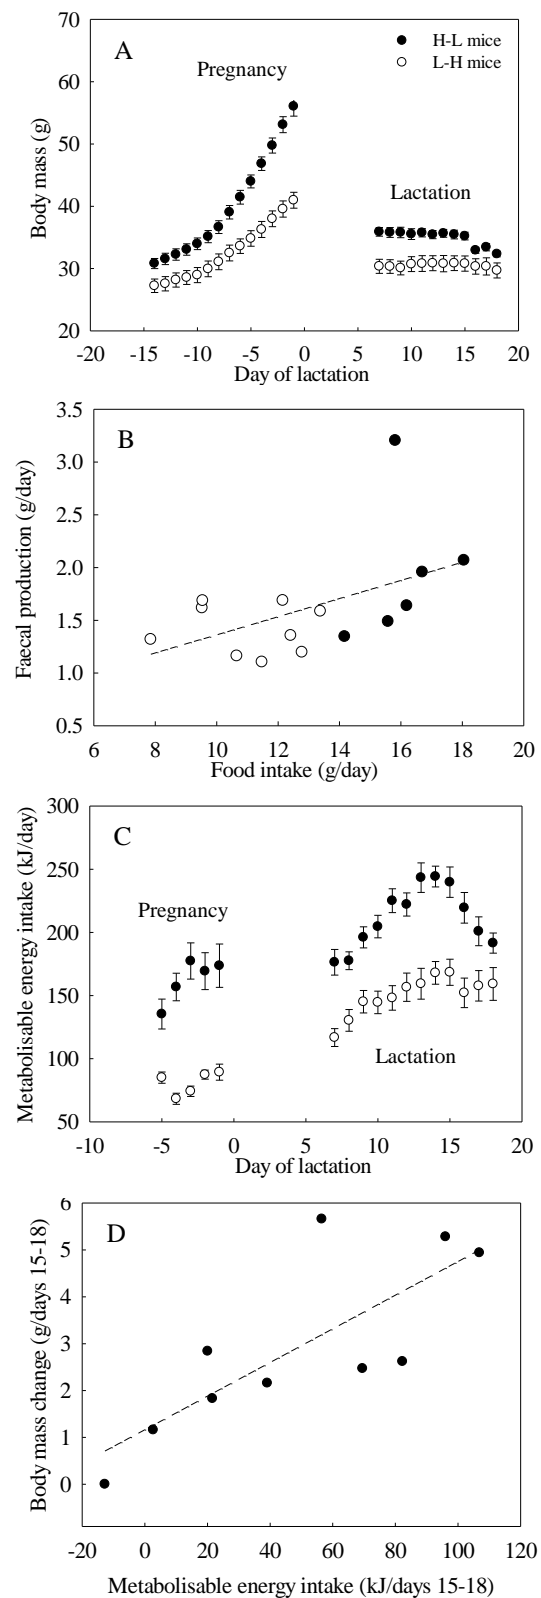 A
H-L mice
L-H mice
Pregnancy
Lactation
Body mass (g)
70
60
50
40
30
20
-20 -15 -10 -5 0 5 10 15 20
Day of lactation
B
Faecal production (g/day)
3.5
3.0
2.5
2.0
1.5
1.0
0.5
6 8 10 12 14 16 18 20
Food intake (g/day)
C
Pregnancy
Lactation
Metabolisable energy intake (kJ/day)
300
250
200
150
100
50
-10 -5 0 5 10 15 20
Day of lactation
D
Body mass change (g/days 15-18)
6
5
4
3
2
1
0
-20 0 20 40 60 80 100 120
Metabolisable energy intake (kJ/days 15-18)